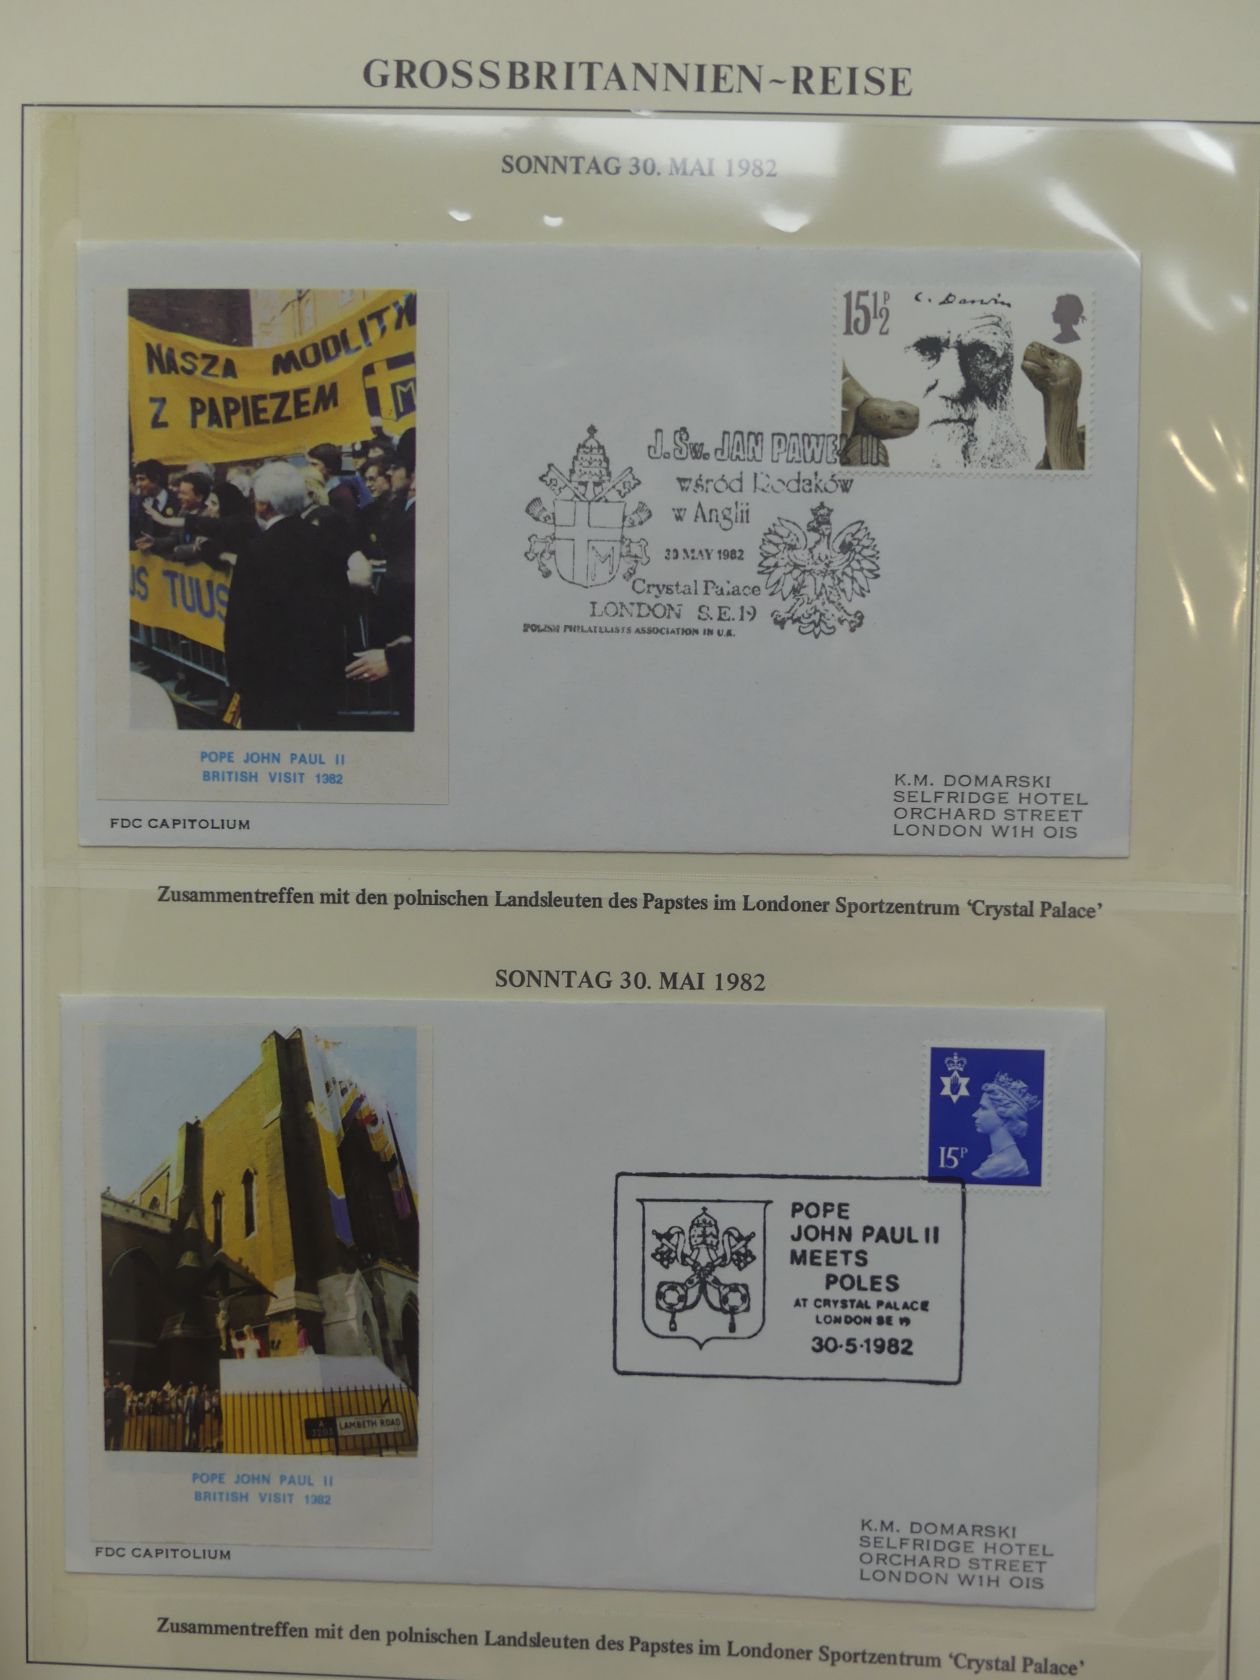 GROSSBRITANNIEN~REISE
SONNTAG 30. MAI 1982
NASZA MODLITW
Z PAPIEZEM
M
US TUUS
POPE JOHN PAUL II
BRITISH VISIT 1982
FDC CAPITOLIUM
15½P
C. Darwin
J.Św. JAN PAWEŁ II
wśród Rodaków
w Anglii
30 MAY 1982
Crystal Palace
LONDON S.E.19
POLISH PHILATELISTS ASSOCIATION IN U.K.
M
K.M. DOMARSKI
SELFRIDGE HOTEL
ORCHARD STREET
LONDON W1H OIS
Zusammentreffen mit den polnischen Landsleuten des Papstes im Londoner Sportzentrum ‘Crystal Palace’
SONNTAG 30. MAI 1982
A
3203
LAMBETH ROAD
POPE JOHN PAUL II
BRITISH VISIT 1982
FDC CAPITOLIUM
15P
POPE
JOHN PAUL II
MEETS
POLES
AT CRYSTAL PALACE
LONDON SE 19
30·5·1982
K.M. DOMARSKI
SELFRIDGE HOTEL
ORCHARD STREET
LONDON W1H OIS
Zusammentreffen mit den polnischen Landsleuten des Papstes im Londoner Sportzentrum ‘Crystal Palace’